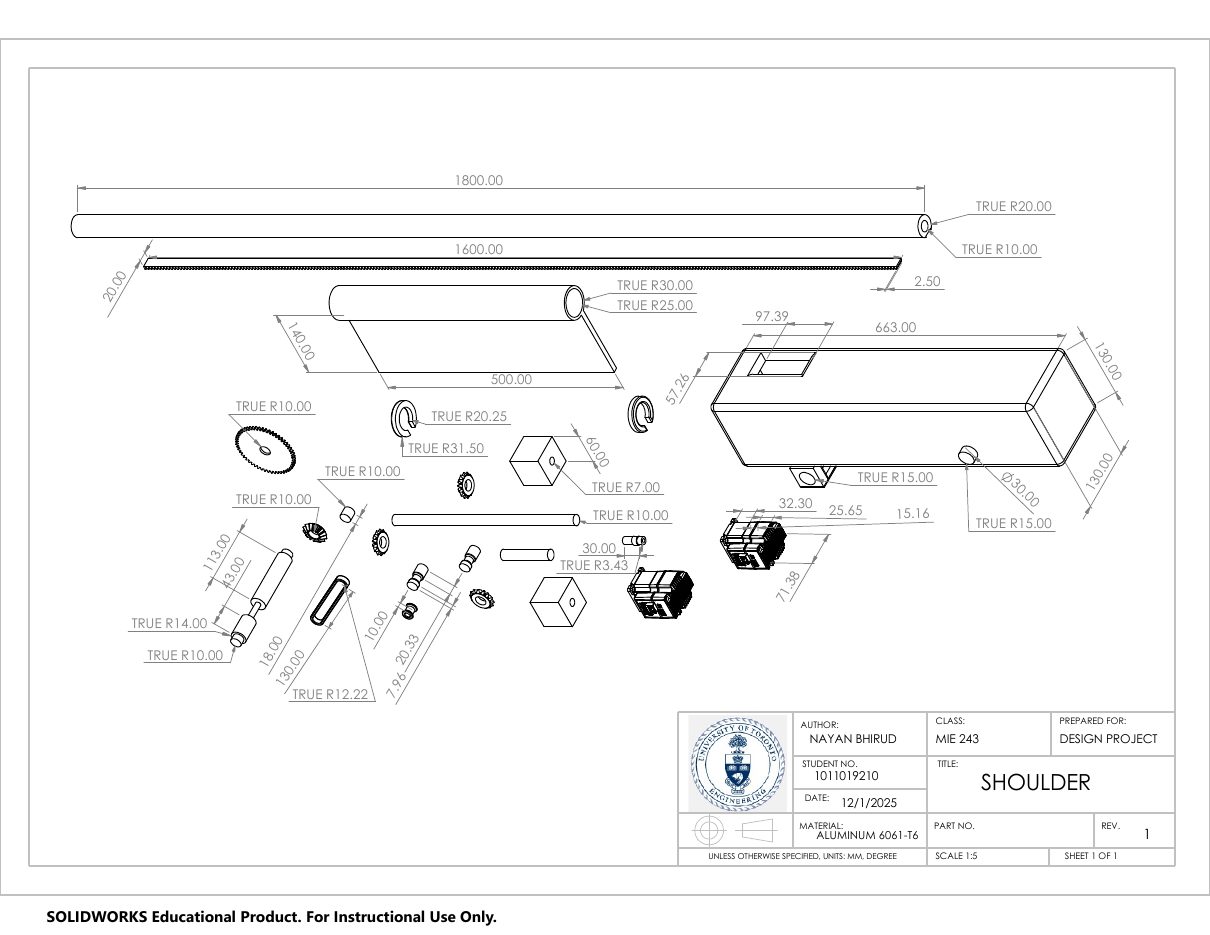 1800.00
TRUE R20.00
TRUE R10.00
1600.00
20.00
2.50
TRUE R30.00
TRUE R25.00
140.00
500.00
97.39
663.00
57.26
130.00
130.00
TRUE R10.00
TRUE R20.25
TRUE R31.50
60.00
TRUE R7.00
TRUE R15.00
Ø30.00
TRUE R15.00
TRUE R10.00
TRUE R10.00
TRUE R10.00
32.30
25.65
15.16
71.38
30.00
TRUE R3.43
113.00
43.00
TRUE R14.00
TRUE R10.00
18.00
130.00
TRUE R12.22
10.00
20.33
7.96
UNIVERSITY OF TORONTO
ENGINEERING
AUTHOR:
NAYAN BHIRUD
CLASS:
MIE 243
PREPARED FOR:
DESIGN PROJECT
STUDENT NO.
1011019210
TITLE:
SHOULDER
DATE: 12/1/2025
MATERIAL:
ALUMINUM 6061-T6
PART NO.
REV.
1
UNLESS OTHERWISE SPECIFIED, UNITS: MM, DEGREE
SCALE 1:5
SHEET 1 OF 1
SOLIDWORKS Educational Product. For Instructional Use Only.